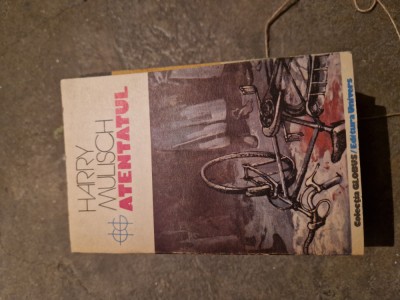 HARRY
MULISCH
ATENTATUL
Colecția GLOBUS/Editura Univers